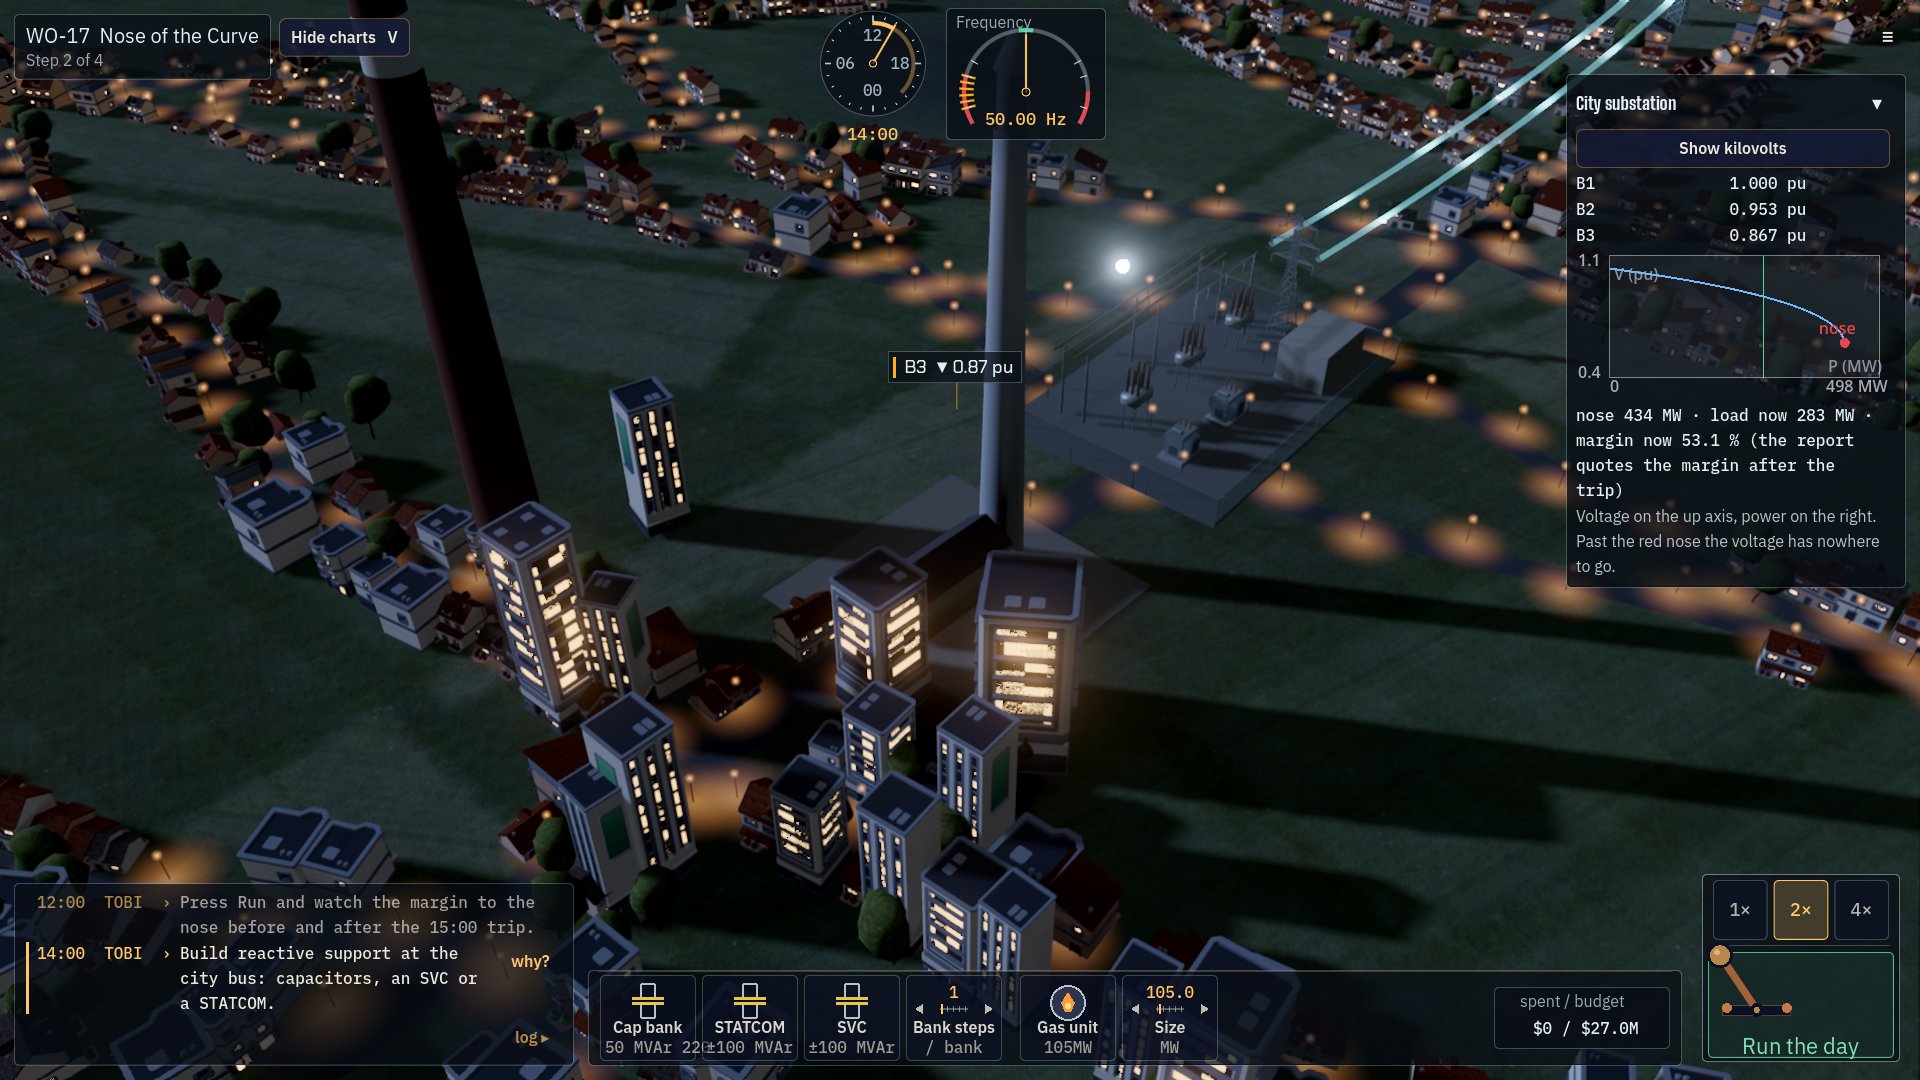 WO-17 Nose of the Curve
Step 2 of 4
Hide charts V
12
06 18
00
14:00
Frequency
50.00 Hz
≡
City substation ▼
Show kilovolts
B1 1.000 pu
B2 0.953 pu
B3 0.867 pu
1.1
V (pu)
nose
P (MW)
0.4
0 498 MW
nose 434 MW · load now 283 MW ·
margin now 53.1 % (the report
quotes the margin after the
trip)
Voltage on the up axis, power on the right.
Past the red nose the voltage has nowhere
to go.
B3 ▼ 0.87 pu
12:00 TOBI › Press Run and watch the margin to the
nose before and after the 15:00 trip.
14:00 TOBI › Build reactive support at the
city bus: capacitors, an SVC or
a STATCOM.
why?
log ▸
Cap bank
50 MVAr 220
STATCOM
±100 MVAr
SVC
±100 MVAr
1
Bank steps
/ bank
Gas unit
105MW
105.0
Size
MW
spent / budget
$0 / $27.0M
1× 2× 4×
Run the day